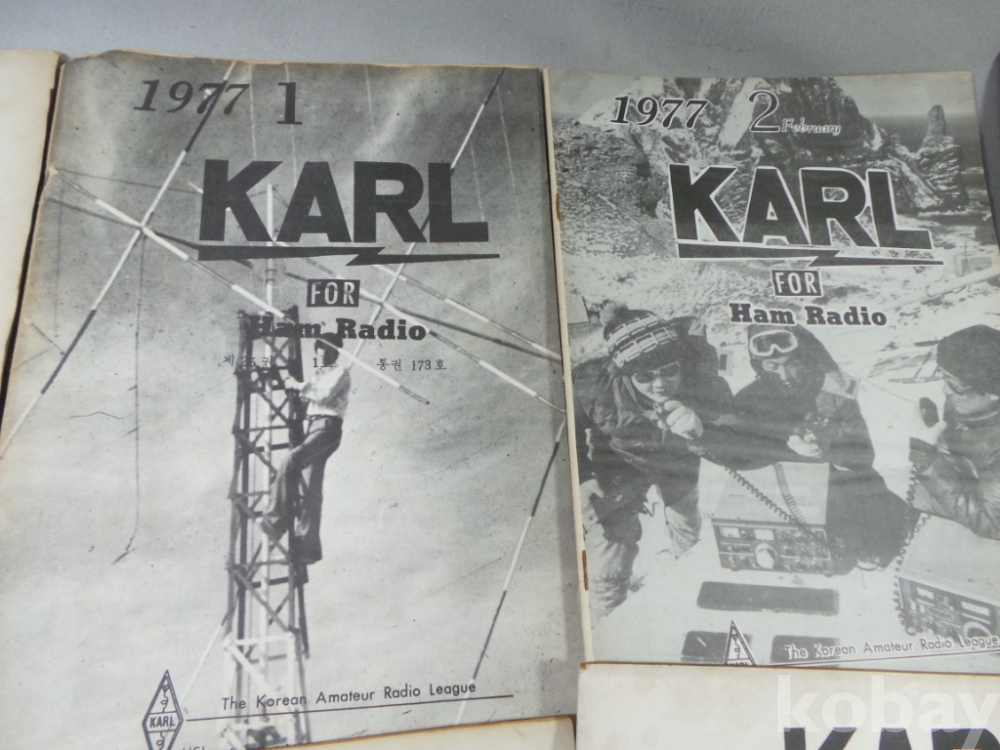 1977 1
KARL
FOR
Ham Radio
통권 173호
KARL
The Korean Amateur Radio League
1977 2 February
KARL
FOR
Ham Radio
KARL
The Korean Amateur Radio League
kobay